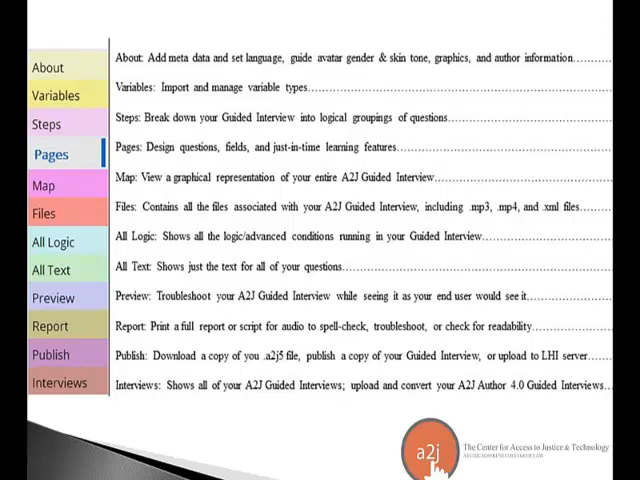 About
Variables
Steps
Pages
Map
Files
All Logic
All Text
Preview
Report
Publish
Interviews
About: Add meta data and set language, guide avatar gender & skin tone, graphics, and author information............
Variables: Import and manage variable types............
Steps: Break down your Guided Interview into logical groupings of questions............
Pages: Design questions, fields, and just-in-time learning features............
Map: View a graphical representation of your entire A2J Guided Interview............
Files: Contains all the files associated with your A2J Guided Interview, including .mp3, .mp4, and .xml files.........
All Logic: Shows all the logic/advanced conditions running in your Guided Interview............
All Text: Shows just the text for all of your questions............
Preview: Troubleshoot your A2J Guided Interview while seeing it as your end user would see it............
Report: Print a full report or script for audio to spell-check, troubleshoot, or check for readability............
Publish: Download a copy of you .a2j5 file, publish a copy of your Guided Interview, or upload to LHI server.......
Interviews: Shows all of your A2J Guided Interviews; upload and convert your A2J Author 4.0 Guided Interviews...
a2j
The Center for Access to Justice & Technology